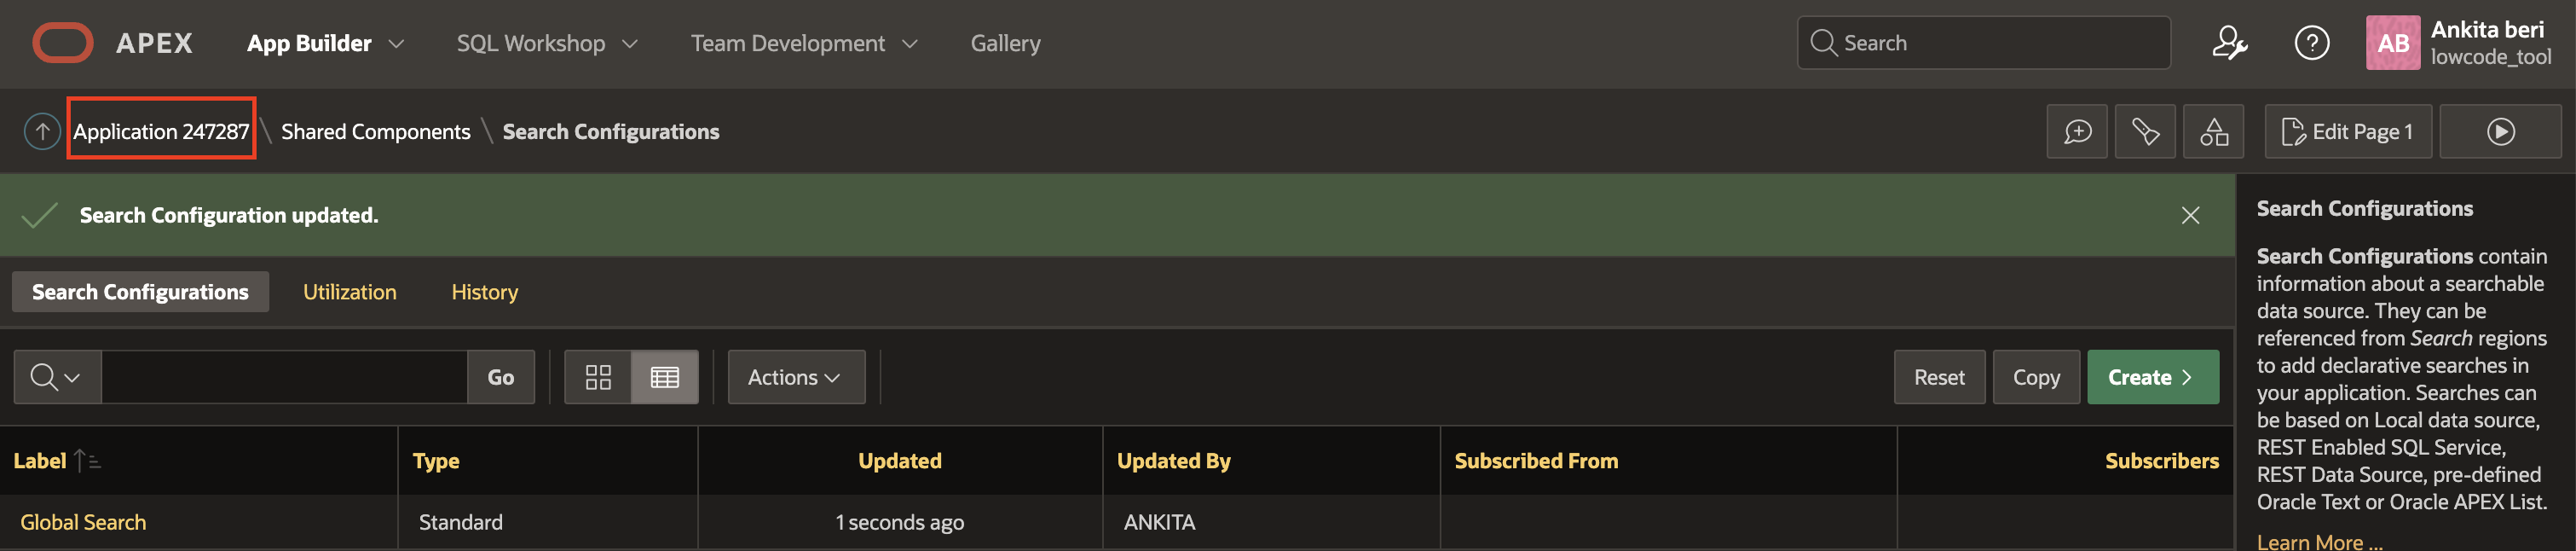 APEX App Builder SQL Workshop Team Development Gallery Search AB Ankita beri
lowcode_tool
Application 247287 \ Shared Components \ Search Configurations Edit Page 1
Search Configuration updated.
Search Configurations Utilization History
Go Actions Reset Copy Create
Label Type Updated Updated By Subscribed From Subscribers
Global Search Standard 1 seconds ago ANKITA
Search Configurations
Search Configurations contain
information about a searchable
data source. They can be
referenced from Search regions
to add declarative searches in
your application. Searches can
be based on Local data source,
REST Enabled SQL Service,
REST Data Source, pre-defined
Oracle Text or Oracle APEX List.
Learn More ...